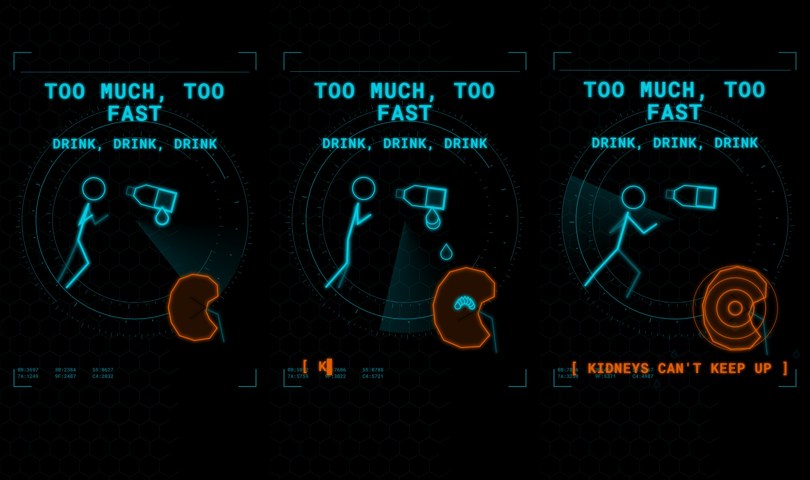 TOO MUCH, TOO
FAST
DRINK, DRINK, DRINK
TOO MUCH, TOO
FAST
DRINK, DRINK, DRINK
[ K
TOO MUCH, TOO
FAST
DRINK, DRINK, DRINK
[ KIDNEYS CAN'T KEEP UP ]